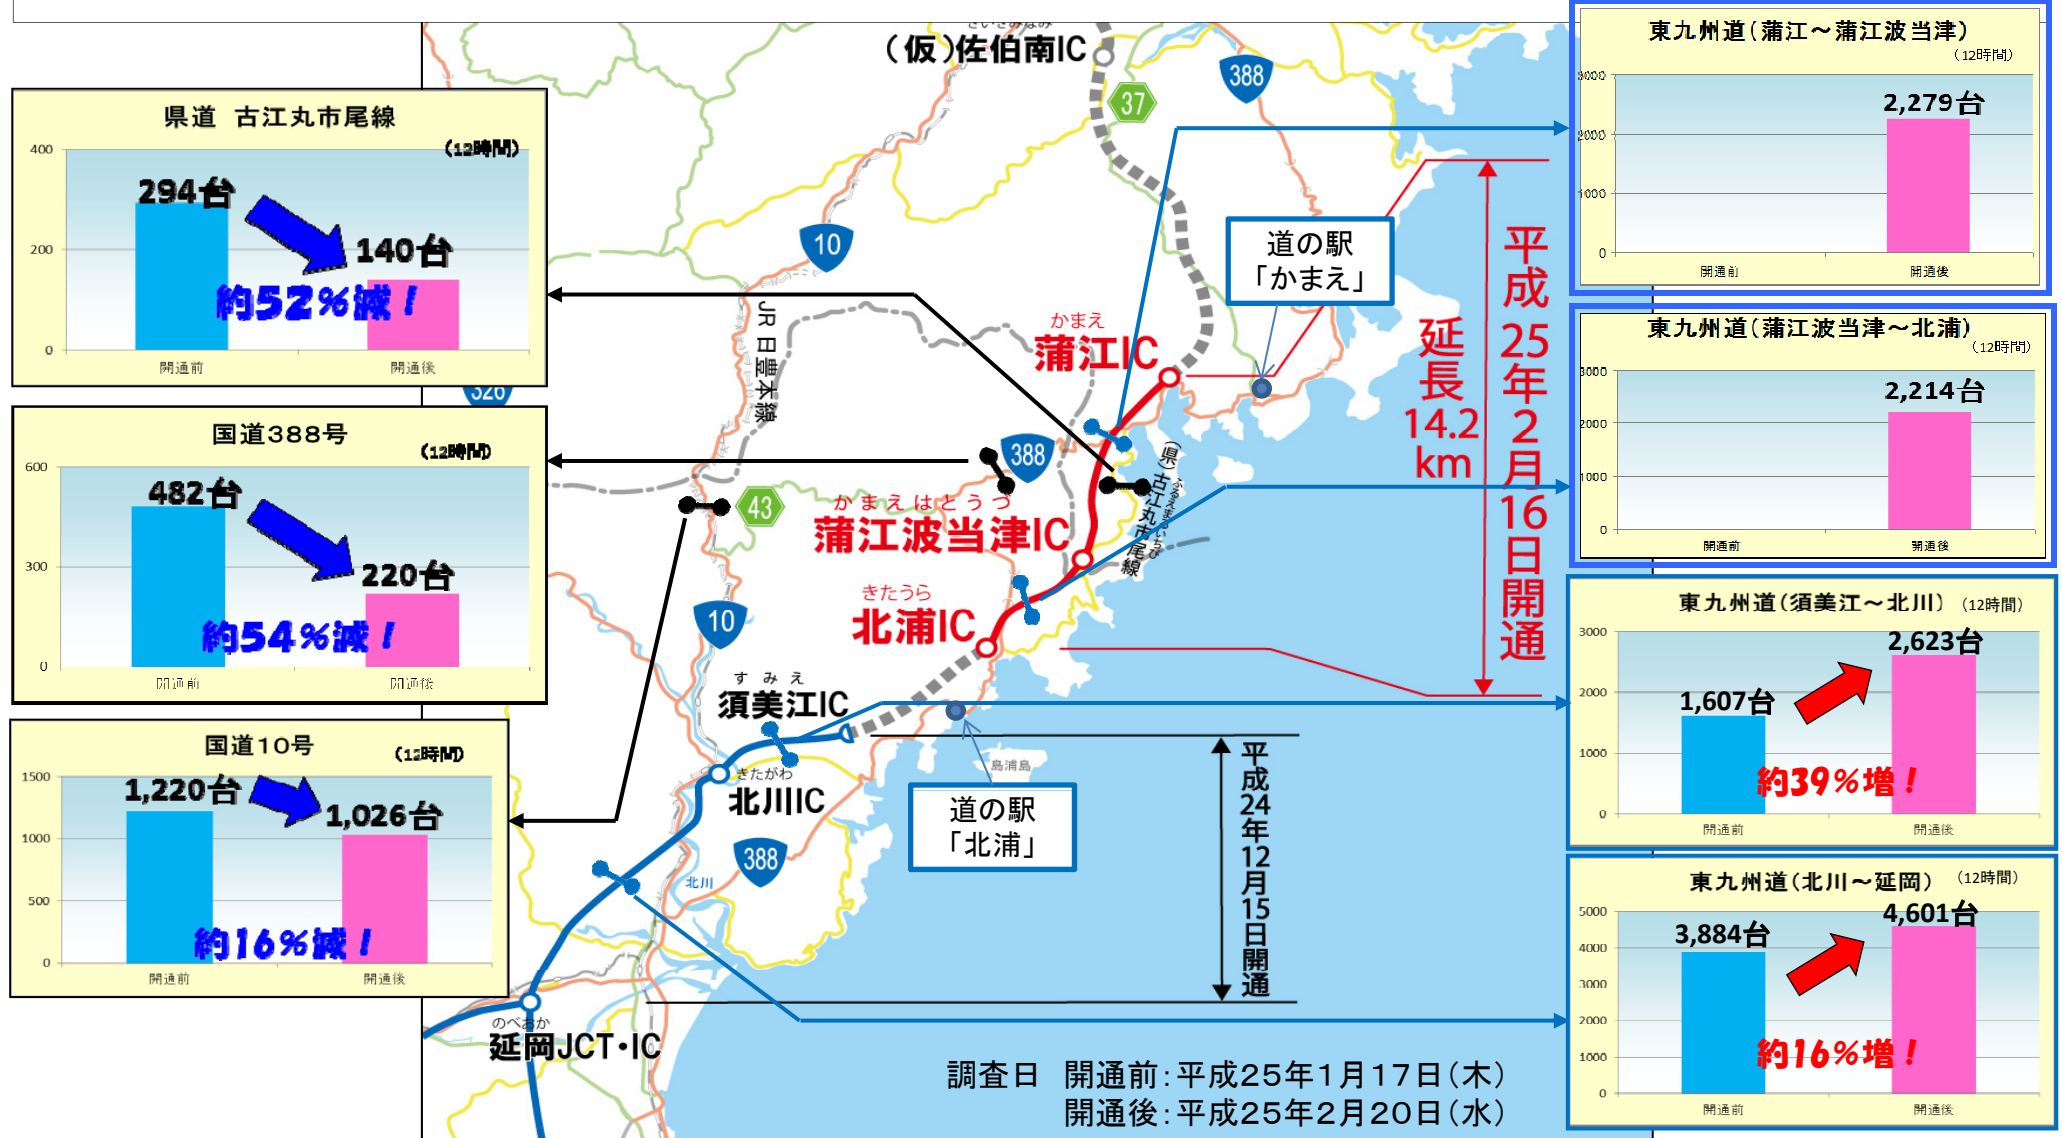 県道 古江丸市尾線
(12時間)
400
200
0
294台
140台
約52%減!
開通前
開通後
国道388号
(12時間)
600
300
0
482台
220台
約54%減!
開通前
開通後
国道10号
(12時間)
1500
1000
500
0
1,220台
1,026台
約16%減!
開通前
開通後
(仮)佐伯南IC
388
37
10
JR日豊本線
道の駅
「かまえ」
かまえ
蒲江IC
388
43
かまえはとうづ
蒲江波当津IC
(県)古江丸市尾線
ふるえまるいちび
きたうら
北浦IC
10
すみえ
須美江IC
きたがわ
北川IC
島浦島
道の駅
「北浦」
388
北川
のべおか
延岡JCT・IC
延長
14.2
km
平成25年2月16日開通
平成24年12月15日開通
調査日 開通前:平成25年1月17日(木)
開通後:平成25年2月20日(水)
東九州道(蒲江~蒲江波当津)
(12時間)
3000
2000
1000
0
2,279台
開通前
開通後
東九州道(蒲江波当津~北浦)
(12時間)
3000
2000
1000
0
2,214台
開通前
開通後
東九州道(須美江~北川) (12時間)
3000
2000
1000
0
1,607台
2,623台
約39%増!
開通前
開通後
東九州道(北川~延岡) (12時間)
5000
4000
3000
2000
1000
0
3,884台
4,601台
約16%増!
開通前
開通後